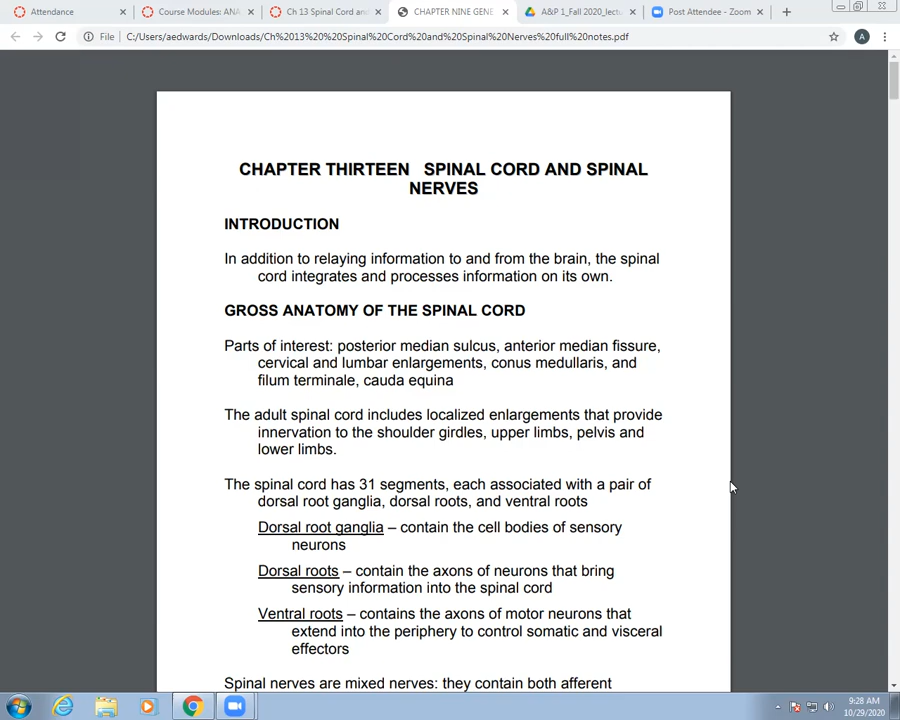 Attendance
Course Modules: ANA
Ch 13 Spinal Cord and
CHAPTER NINE GENE
A&P 1_Fall 2020_lectu
Post Attendee - Zoom
File
C:/Users/aedwards/Downloads/Ch%2013%20%20Spinal%20Cord%20and%20Spinal%20Nerves%20full%20notes.pdf
A
CHAPTER THIRTEEN SPINAL CORD AND SPINAL
NERVES
INTRODUCTION
In addition to relaying information to and from the brain, the spinal
cord integrates and processes information on its own.
GROSS ANATOMY OF THE SPINAL CORD
Parts of interest: posterior median sulcus, anterior median fissure,
cervical and lumbar enlargements, conus medullaris, and
filum terminale, cauda equina
The adult spinal cord includes localized enlargements that provide
innervation to the shoulder girdles, upper limbs, pelvis and
lower limbs.
The spinal cord has 31 segments, each associated with a pair of
dorsal root ganglia, dorsal roots, and ventral roots
Dorsal root ganglia – contain the cell bodies of sensory
neurons
Dorsal roots – contain the axons of neurons that bring
sensory information into the spinal cord
Ventral roots – contains the axons of motor neurons that
extend into the periphery to control somatic and visceral
effectors
Spinal nerves are mixed nerves: they contain both afferent
9:28 AM
10/29/2020